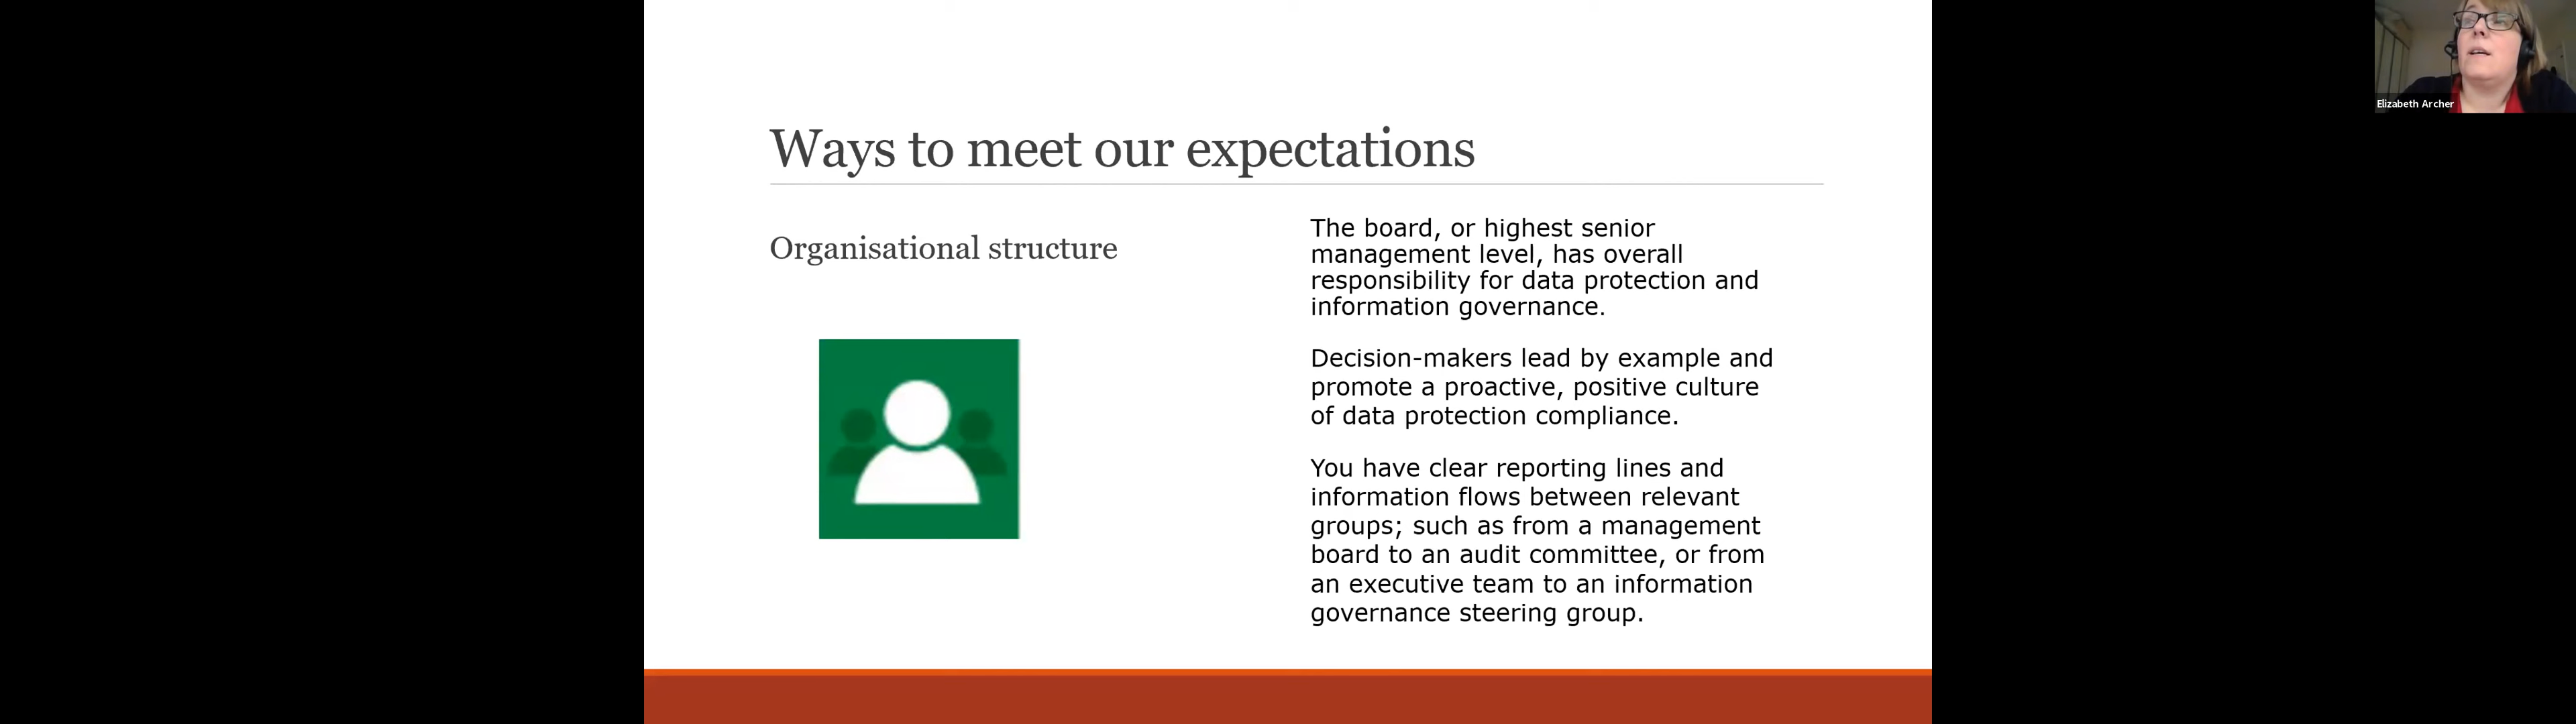 Ways to meet our expectations
Organisational structure
The board, or highest senior
management level, has overall
responsibility for data protection and
information governance.
Decision-makers lead by example and
promote a proactive, positive culture
of data protection compliance.
You have clear reporting lines and
information flows between relevant
groups; such as from a management
board to an audit committee, or from
an executive team to an information
governance steering group.
Elizabeth Archer